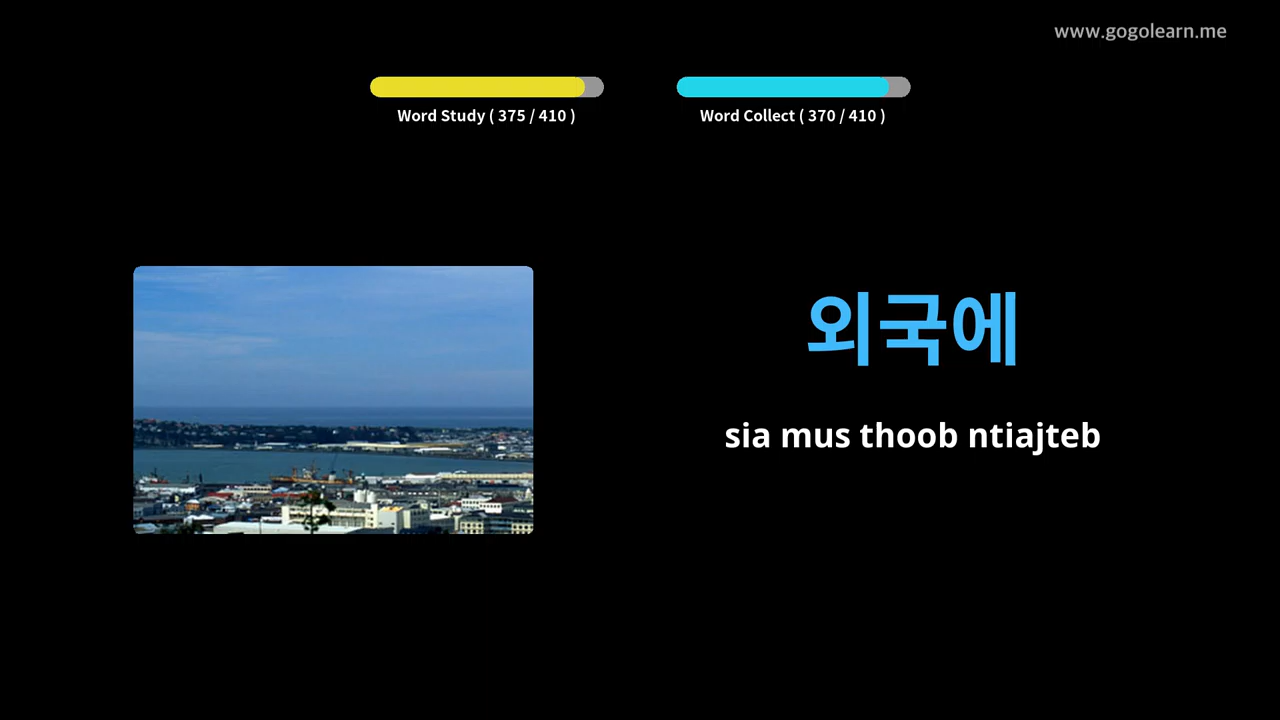 www.gogolearn.me
Word Study ( 375 / 410 )
Word Collect ( 370 / 410 )
외국에
sia mus thoob ntiajteb